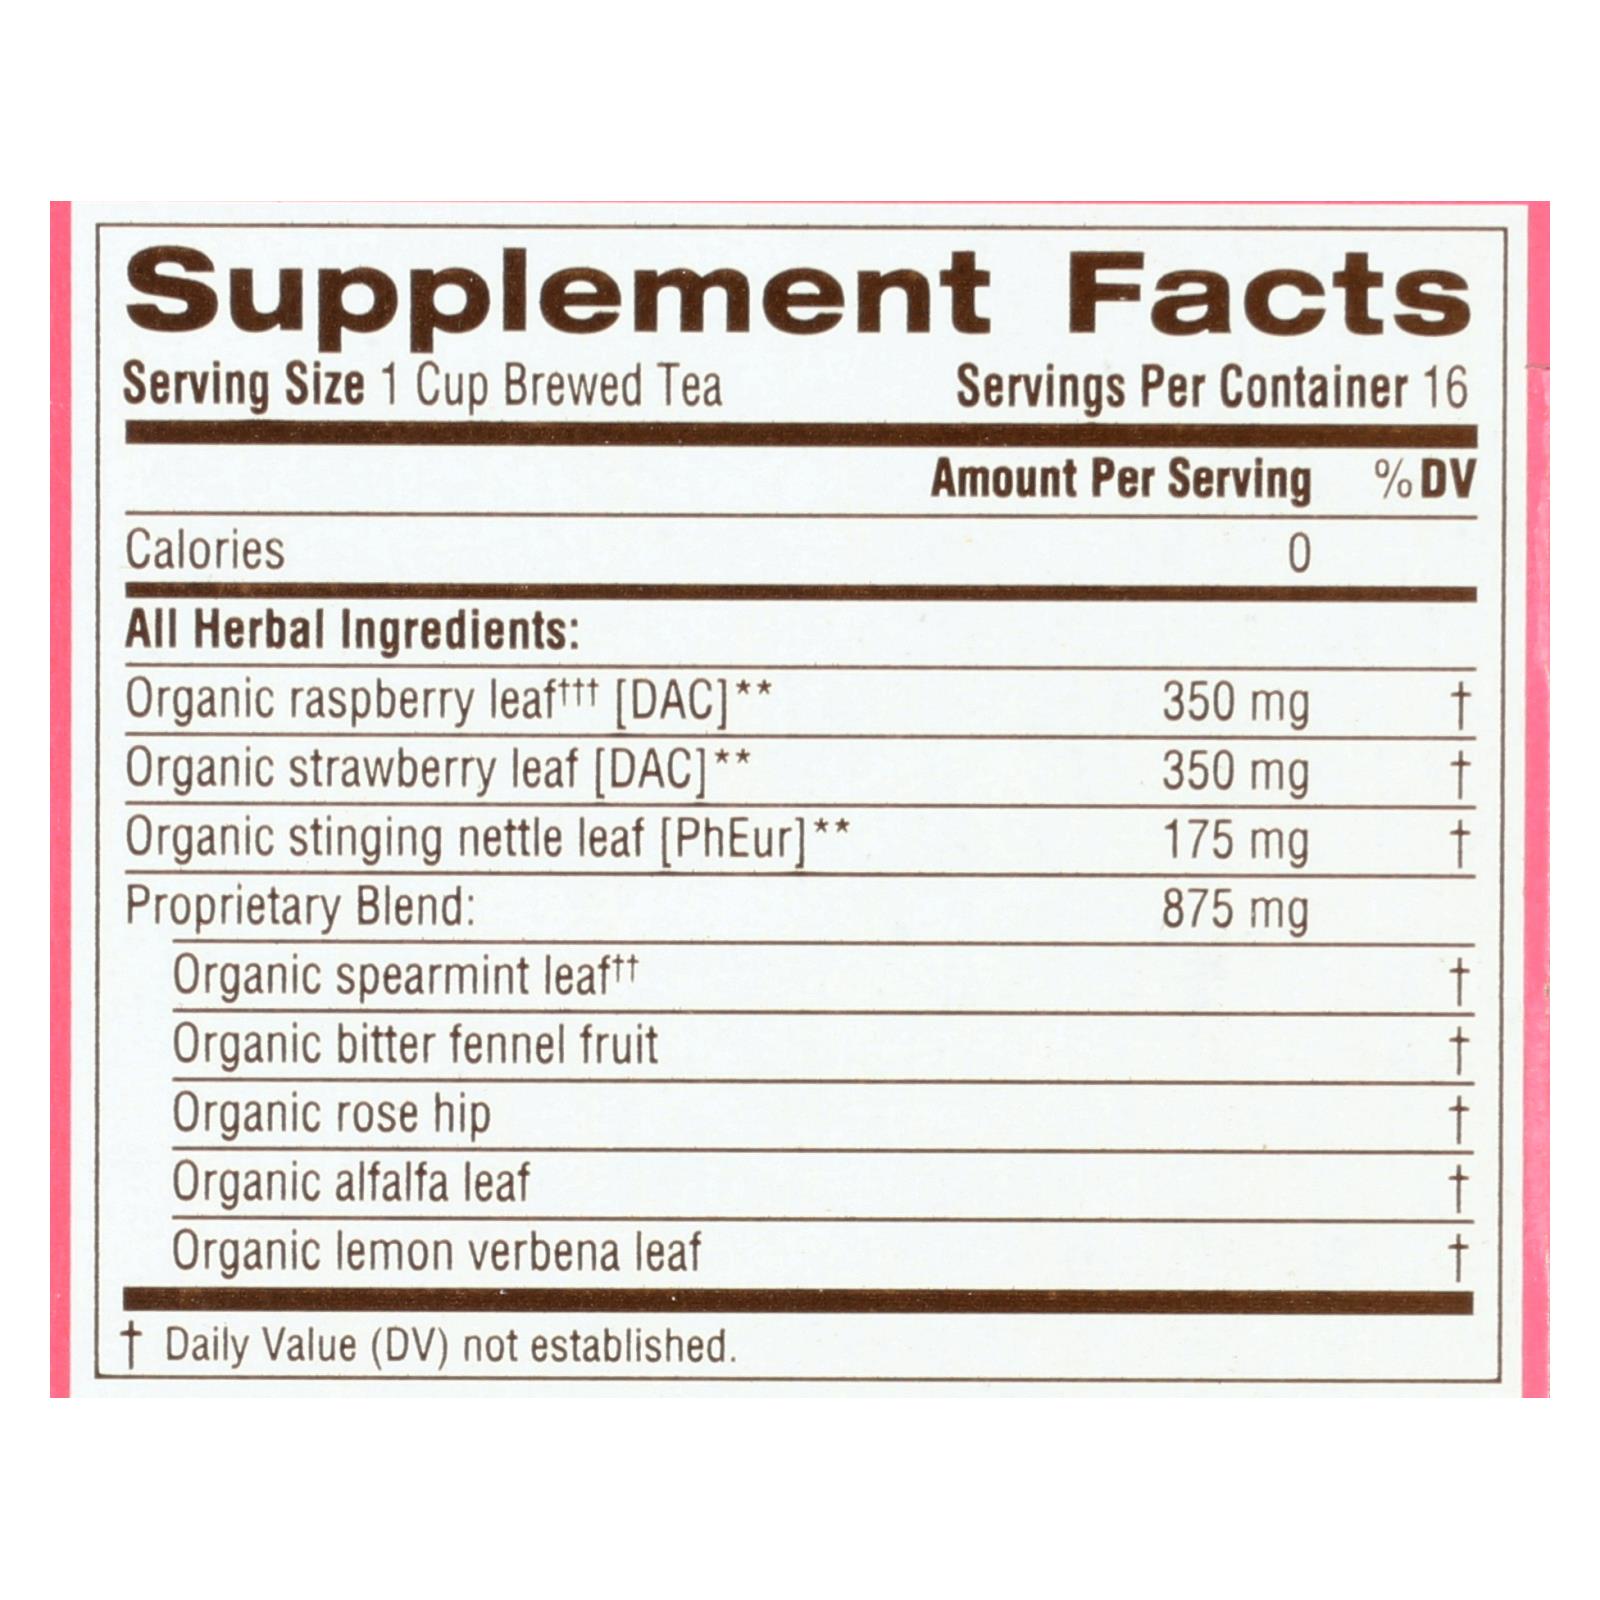 Supplement Facts
Serving Size 1 Cup Brewed Tea Servings Per Container 16
Amount Per Serving %DV
Calories 0
All Herbal Ingredients:
Organic raspberry leaf††† [DAC]** 350 mg †
Organic strawberry leaf [DAC]** 350 mg †
Organic stinging nettle leaf [PhEur]** 175 mg †
Proprietary Blend: 875 mg
Organic spearmint leaf†† †
Organic bitter fennel fruit †
Organic rose hip †
Organic alfalfa leaf †
Organic lemon verbena leaf †
† Daily Value (DV) not established.